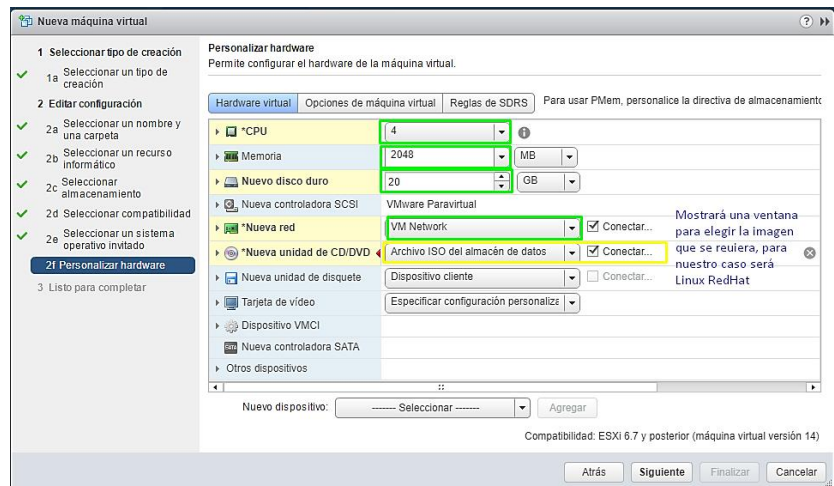 Nueva máquina virtual
1 Seleccionar tipo de creación
1a Seleccionar un tipo de
creación
2 Editar configuración
2a Seleccionar un nombre y
una carpeta
2b Seleccionar un recurso
informático
2c Seleccionar
almacenamiento
2d Seleccionar compatibilidad
2e Seleccionar un sistema
operativo invitado
2f Personalizar hardware
3 Listo para completar
Personalizar hardware
Permite configurar el hardware de la máquina virtual.
Hardware virtual Opciones de máquina virtual Reglas de SDRS Para usar PMem, personalice la directiva de almacenamientc
*CPU 4
Memoria 2048 MB
Nuevo disco duro 20 GB
Nueva controladora SCSI VMware Paravirtual
*Nueva red VM Network Conectar...
*Nueva unidad de CD/DVD Archivo ISO del almacén de datos Conectar...
Nueva unidad de disquete Dispositivo cliente Conectar...
Tarjeta de vídeo Especificar configuración personaliza
Dispositivo VMCI
Nueva controladora SATA
Otros dispositivos
Mostrará una ventana
para elegír la imagen
que se reuiera, para
nuestro caso será
Linux RedHat
Nuevo dispositivo: ------- Seleccionar ------- Agregar
Compatibilidad: ESXi 6.7 y posterior (máquina virtual versión 14)
Atrás Siguiente Finalizar Cancelar